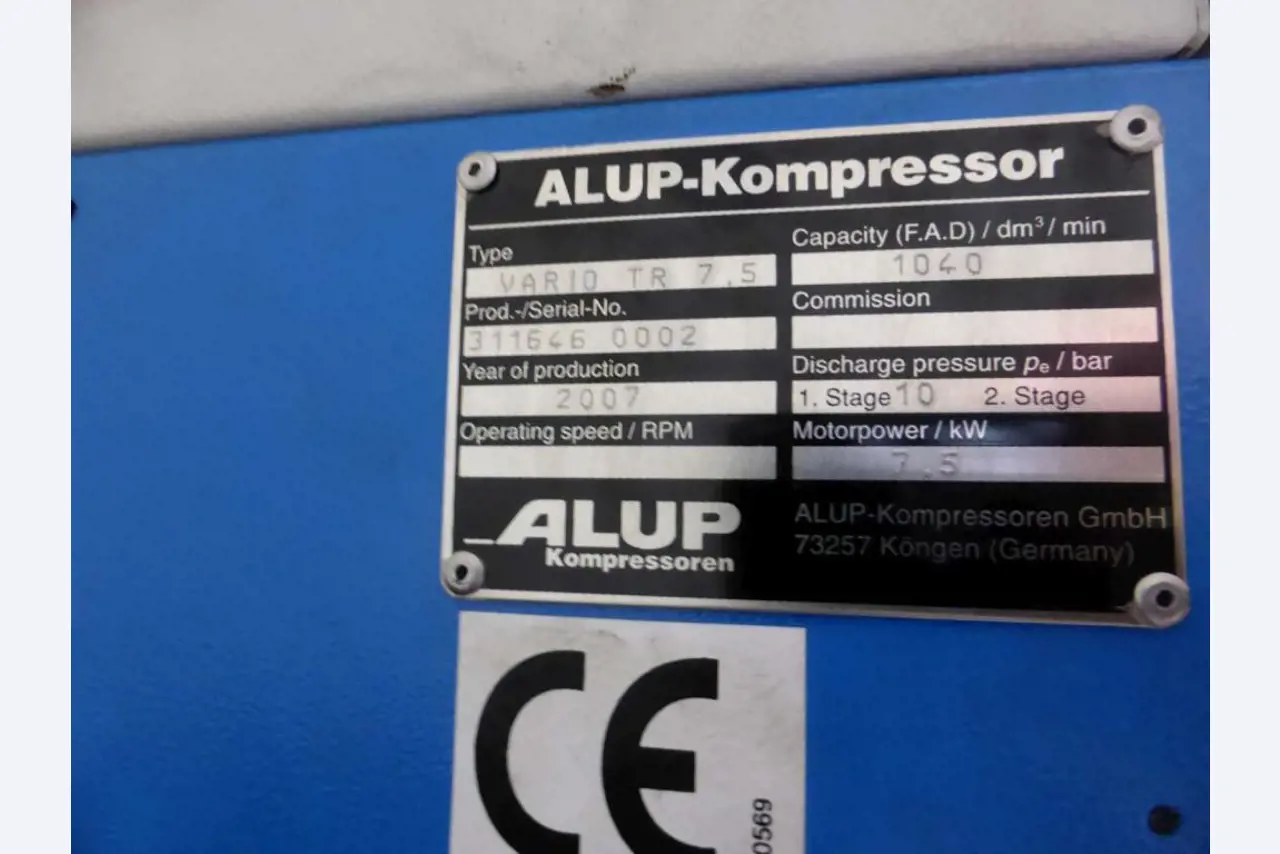 ALUP-Kompressor
Type
VARIO TR 7.5
Prod.-/Serial-No.
311646 0002
Year of production
2007
Operating speed / RPM
Capacity (F.A.D) / dm³/ min
1040
Commission
Discharge pressure pe / bar
1. Stage 10 2. Stage
Motorpower / kW
7.5
ALUP
Kompressoren
ALUP-Kompressoren GmbH
73257 Köngen (Germany)
CE
0569